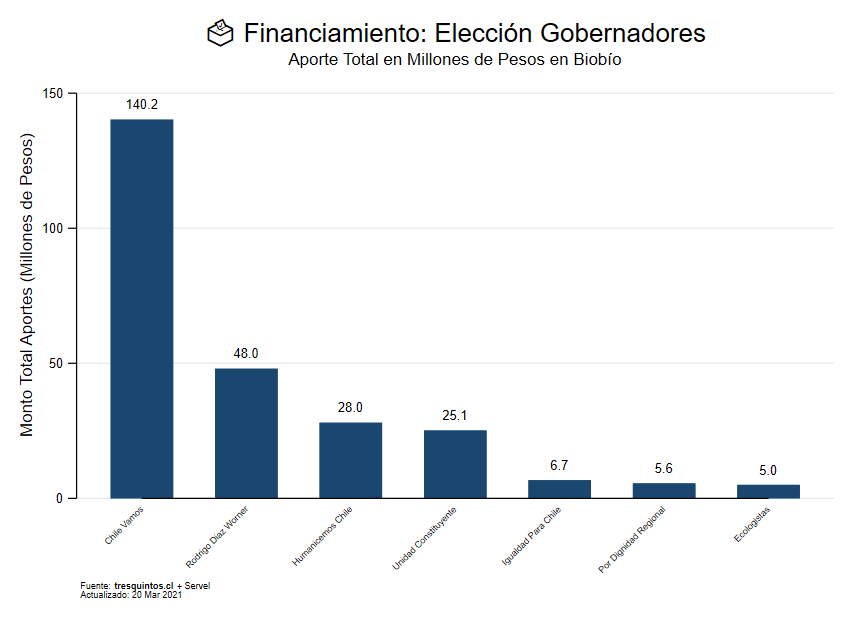 Financiamiento: Elección Gobernadores
Aporte Total en Millones de Pesos en Biobío
Monto Total Aportes (Millones de Pesos)
150
100
50
0
140.2
48.0
28.0
25.1
6.7
5.6
5.0
Chile Vamos
Rodrigo Diaz Worner
Humanicemos Chile
Unidad Constituyente
Igualdad Para Chile
Por Dignidad Regional
Ecologistas
Fuente: tresquintos.cl + Servel
Actualizado: 20 Mar 2021